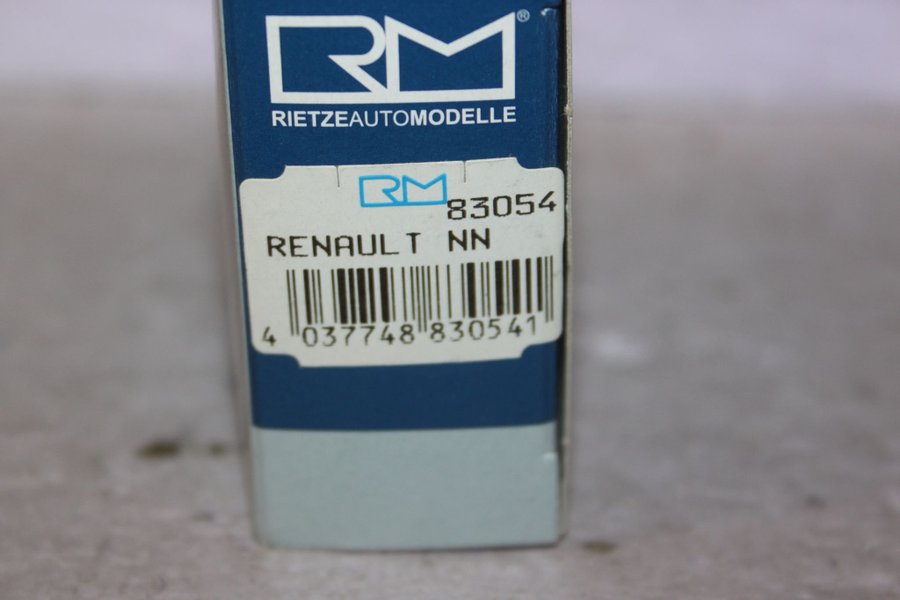 RM®
RIETZEAUTOMODELLE
RM
83054
RENAULT NN
4 037748 830541